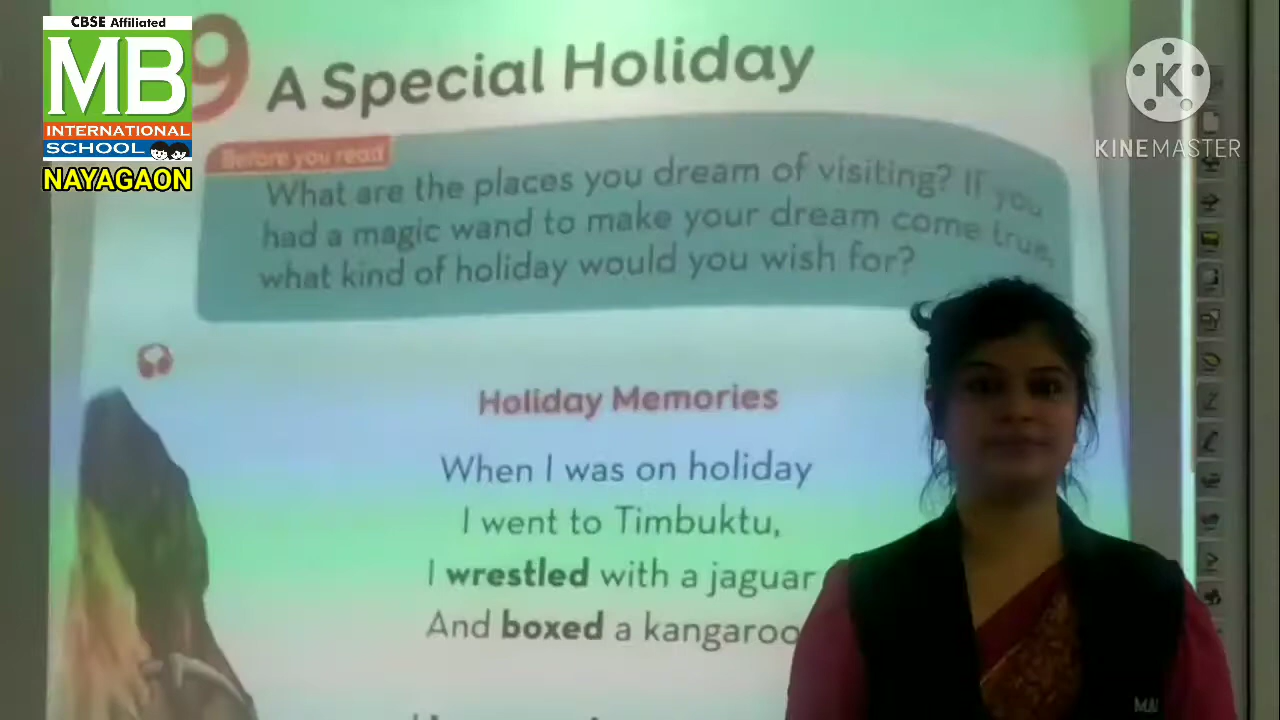 CBSE Affiliated
MB
INTERNATIONAL
SCHOOL
NAYAGAON
KINEMASTER
9 A Special Holiday
Before you read
What are the places you dream of visiting? If you
had a magic wand to make your dream come true,
what kind of holiday would you wish for?
Holiday Memories
When I was on holiday
I went to Timbuktu,
I wrestled with a jaguar
And boxed a kangaroo